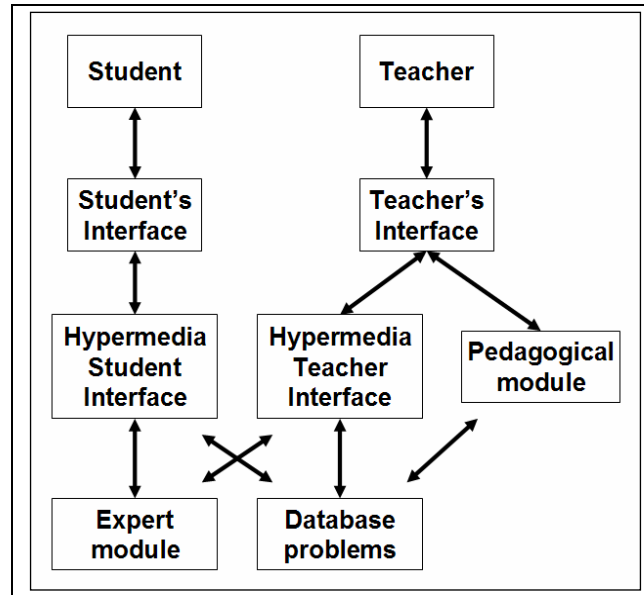 Student
Teacher
Student's
Interface
Teacher's
Interface
Hypermedia
Student
Interface
Hypermedia
Teacher
Interface
Pedagogical
module
Expert
module
Database
problems